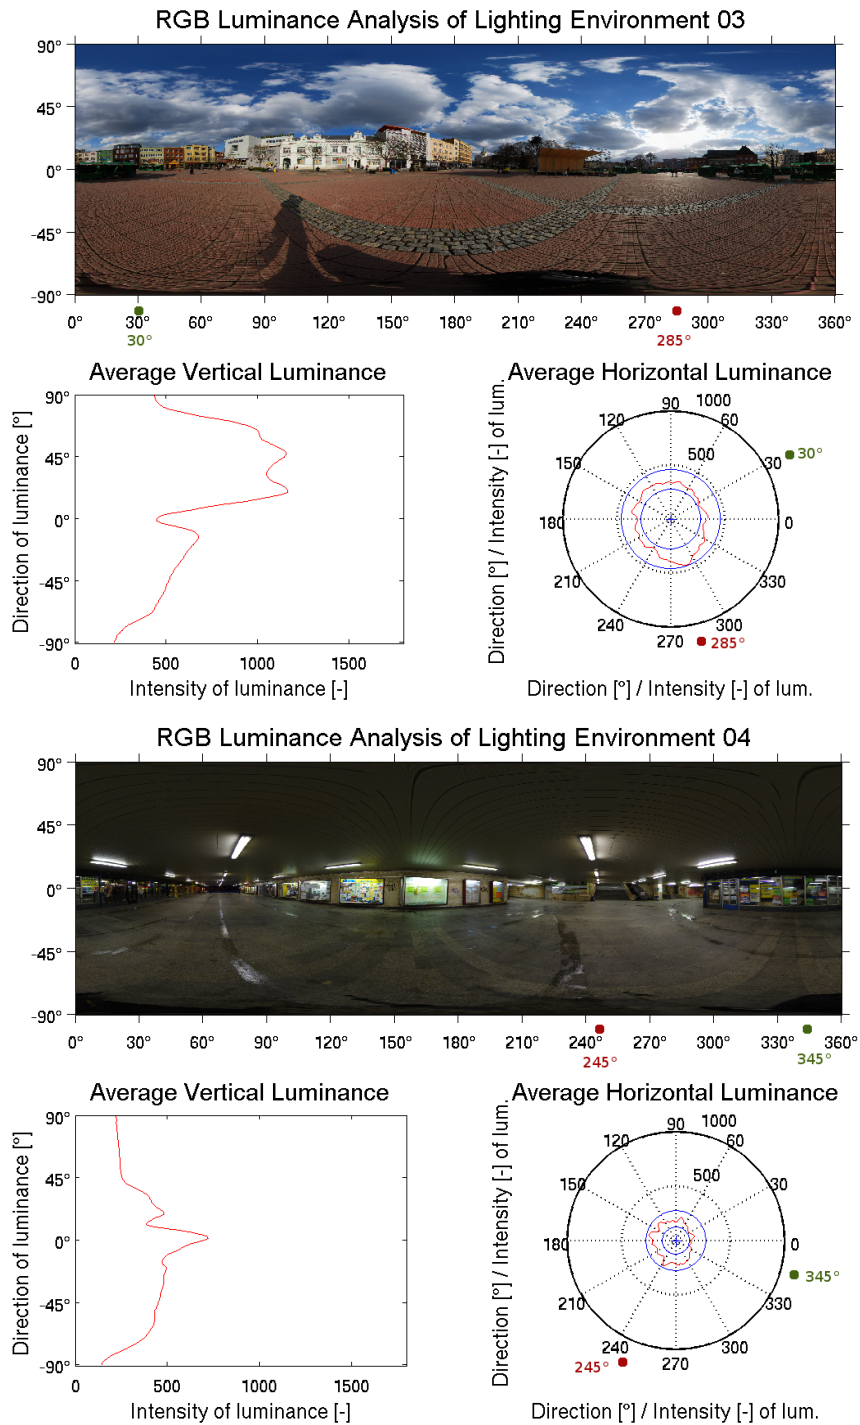 RGB Luminance Analysis of Lighting Environment 03
90°
45°
0°
-45°
-90°
0° 30° 60° 90° 120° 150° 180° 210° 240° 270° 300° 330° 360°
30° 285°
Average Vertical Luminance
Direction of luminance [°]
90°
45°
0°
-45°
-90°
0 500 1000 1500
Intensity of luminance [-]
Average Horizontal Luminance
Direction [°] / Intensity [-] of lum.
90 1000
120 60
500
150 30
30°
180 0
210 330
240 300
270
285°
Direction [°] / Intensity [-] of lum.
RGB Luminance Analysis of Lighting Environment 04
90°
45°
0°
-45°
-90°
0° 30° 60° 90° 120° 150° 180° 210° 240° 270° 300° 330° 360°
245° 345°
Average Vertical Luminance
Direction of luminance [°]
90°
45°
0°
-45°
-90°
0 500 1000 1500
Intensity of luminance [-]
Average Horizontal Luminance
Direction [°] / Intensity [-] of lum.
90 1000
120 60
500
150 30
180 0
345°
210 330
240 300
270
245°
Direction [°] / Intensity [-] of lum.